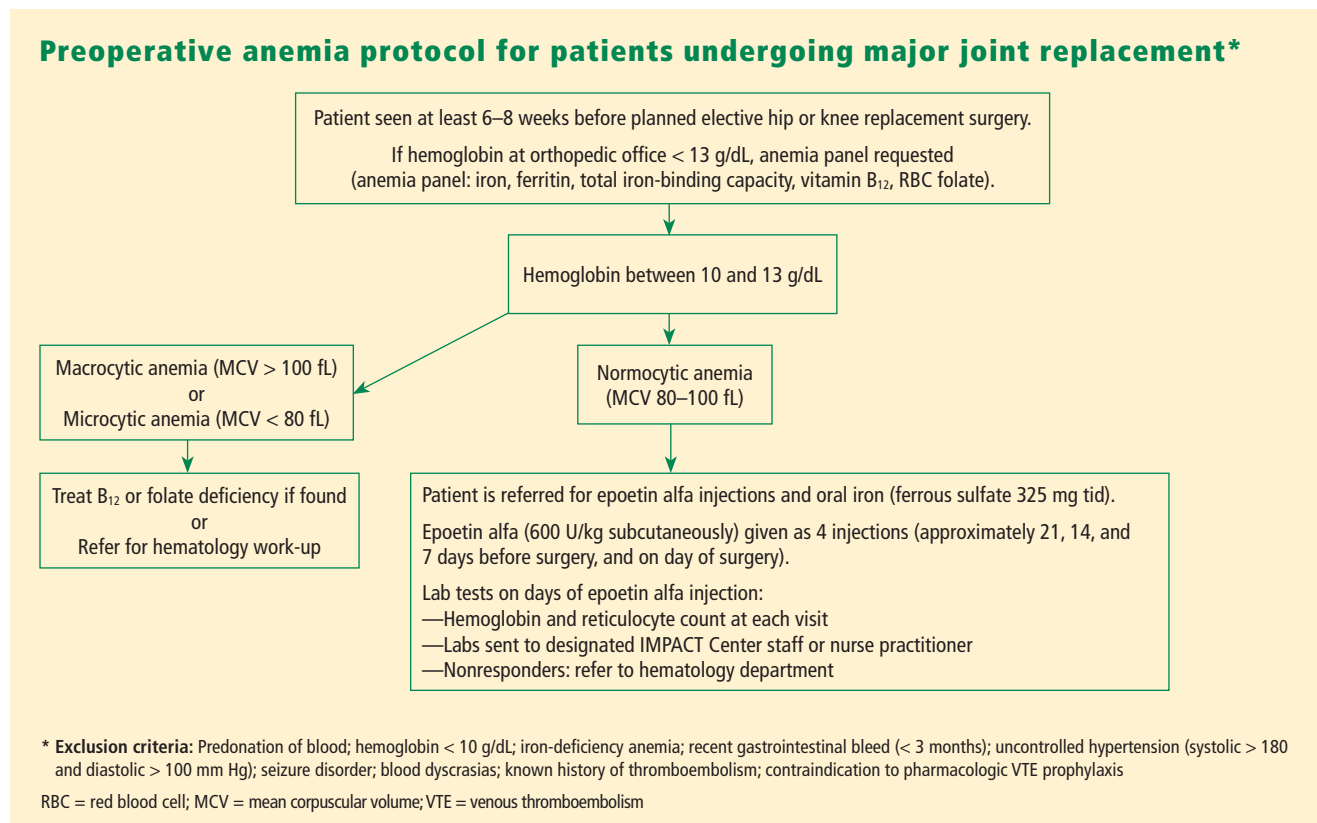 Preoperative anemia protocol for patients undergoing major joint replacement*
Patient seen at least 6–8 weeks before planned elective hip or knee replacement surgery.
If hemoglobin at orthopedic office < 13 g/dL, anemia panel requested
(anemia panel: iron, ferritin, total iron-binding capacity, vitamin B₁₂, RBC folate).
Hemoglobin between 10 and 13 g/dL
Macrocytic anemia (MCV > 100 fL)
or
Microcytic anemia (MCV < 80 fL)
Normocytic anemia
(MCV 80–100 fL)
Treat B₁₂ or folate deficiency if found
or
Refer for hematology work-up
Patient is referred for epoetin alfa injections and oral iron (ferrous sulfate 325 mg tid).
Epoetin alfa (600 U/kg subcutaneously) given as 4 injections (approximately 21, 14, and
7 days before surgery, and on day of surgery).
Lab tests on days of epoetin alfa injection:
—Hemoglobin and reticulocyte count at each visit
—Labs sent to designated IMPACT Center staff or nurse practitioner
—Nonresponders: refer to hematology department
* Exclusion criteria: Predonation of blood; hemoglobin < 10 g/dL; iron-deficiency anemia; recent gastrointestinal bleed (< 3 months); uncontrolled hypertension (systolic > 180
and diastolic > 100 mm Hg); seizure disorder; blood dyscrasias; known history of thromboembolism; contraindication to pharmacologic VTE prophylaxis
RBC = red blood cell; MCV = mean corpuscular volume; VTE = venous thromboembolism